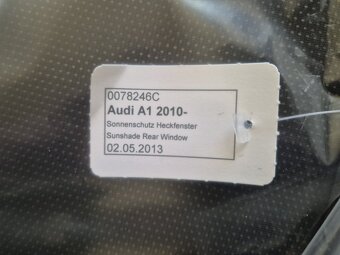 0078246C
Audi A1 2010-
Sonnenschutz Heckfenster
Sunshade Rear Window
02.05.2013